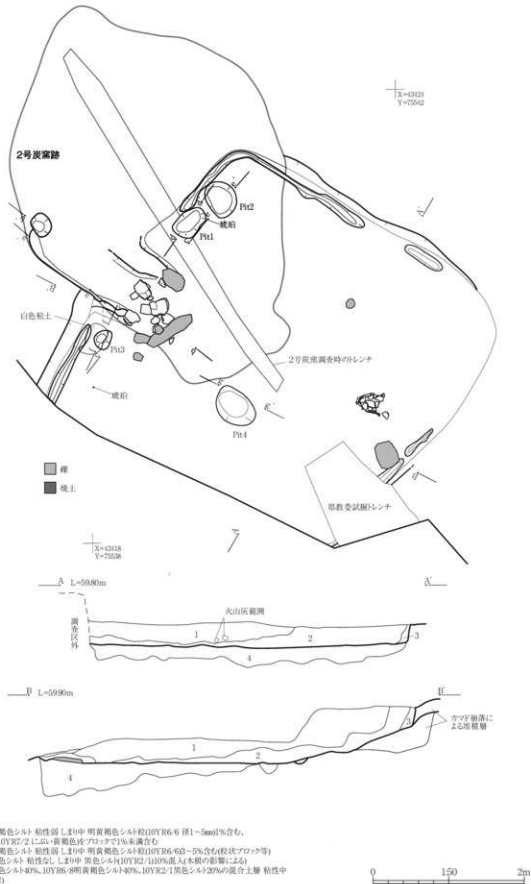 X=43424
Y=75542
2号炭窯跡
Pit2
琥珀
Pit1
白色粘土
Pit3
琥珀
2号炭窯調査時のトレンチ
Pit4
礫
焼土
県教委試掘トレンチ
X=43418
Y=75538
A L=59.80m A'
調査区外
火山灰範囲
1 2 3
4
B L=59.90m B'
カマド崩落に
よる堆積層
1 2 3
4
褐色シルト 粘性弱 しまり中 明黄褐色シルト粒(10YR6/6 径1~5㎜)1%含む、
10YR7/2 にぶい黄橙色)をブロックで1%未満含む
褐色シルト 粘性弱 しまり中 明黄褐色シルト粒(10YR6/6)3~5%含む(粒状ブロック等)
色シルト 粘性なし しまり中 黒色シルト(10YR2/1)10%混入(木根の影響による)
色シルト40%、10YR6/8明黄褐色シルト40%、10YR2/1黒色シルト20%の混合土層 粘性中
0 1:50 2m